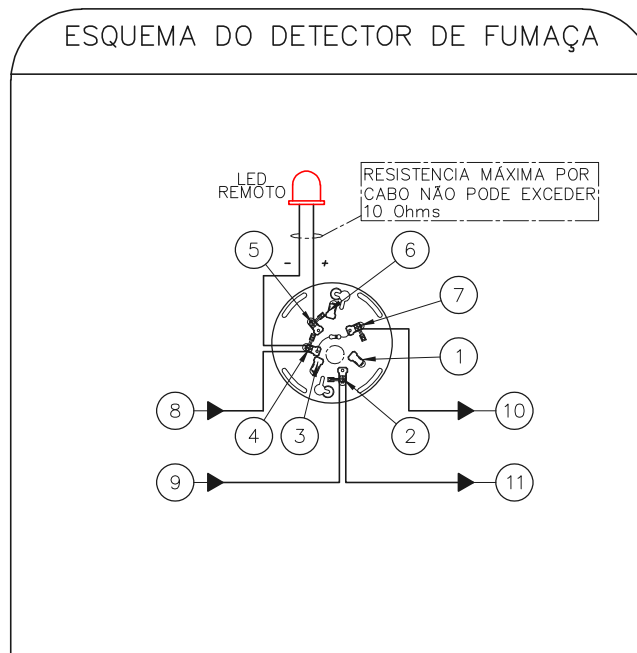 ESQUEMA DO DETECTOR DE FUMAÇA
LED
REMOTO
RESISTENCIA MÁXIMA POR
CABO NÃO PODE EXCEDER
10 Ohms
5
6
- +
7
1
8
4
3
2
10
9
11